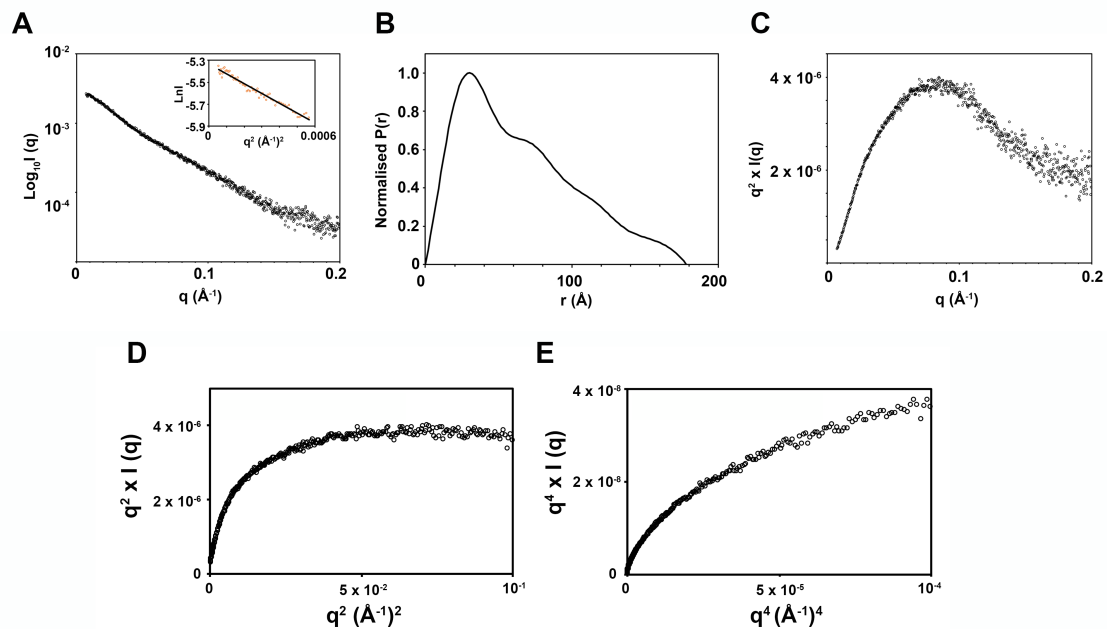 A
10⁻²
10⁻³
10⁻⁴
Log₁₀I (q)
0
0.1
0.2
q (Å⁻¹)
-5.3
-5.5
-5.7
-5.9
LnI
0
0.0006
q² (Å⁻¹)²
B
1.0
0.8
0.6
0.4
0.2
0
Normalised P(r)
0
100
200
r (Å)
C
4 x 10⁻⁶
2 x 10⁻⁶
q² x I(q)
0
0.1
0.2
q (Å⁻¹)
D
4 x 10⁻⁶
2 x 10⁻⁶
0
q² x I (q)
0
5 x 10⁻²
10⁻¹
q² (Å⁻¹)²
E
4 x 10⁻⁸
2 x 10⁻⁸
0
q⁴ x I (q)
0
5 x 10⁻⁵
10⁻⁴
q⁴ (Å⁻¹)⁴